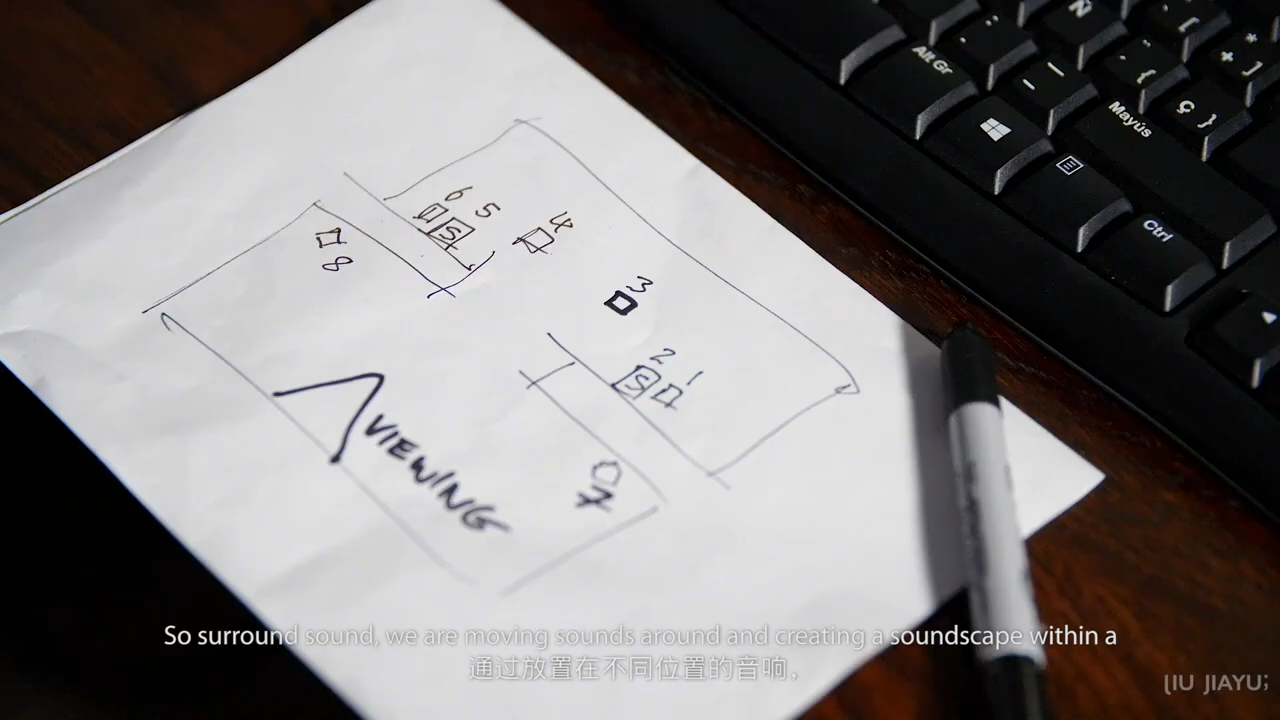 Alt Gr
Ñ
Mayús
Ç }
Ctrl
6
5
4
S
8
3
2
1
S
VIEWING
7
So surround sound, we are moving sounds around and creating a soundscape within a
通过放置在不同位置的音响，
LIU JIAYU;